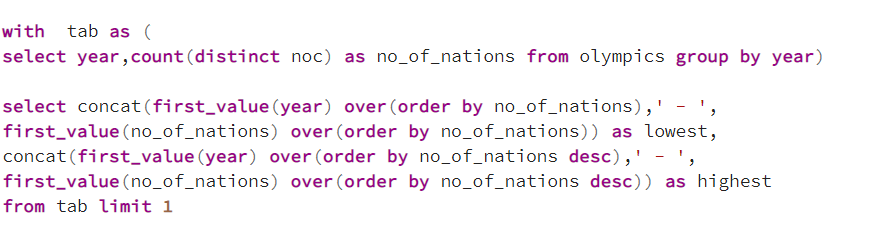 with  tab as (
select year,count(distinct noc) as no_of_nations from olympics group by year)
select concat(first_value(year) over(order by no_of_nations),' - ',
first_value(no_of_nations) over(order by no_of_nations)) as lowest,
concat(first_value(year) over(order by no_of_nations desc),' - ',
first_value(no_of_nations) over(order by no_of_nations desc)) as highest
from tab limit 1